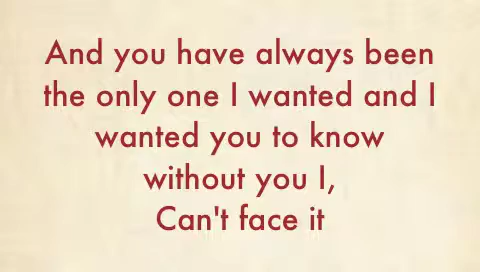 And you have always been
the only one I wanted and I
wanted you to know
without you I,
Can't face it